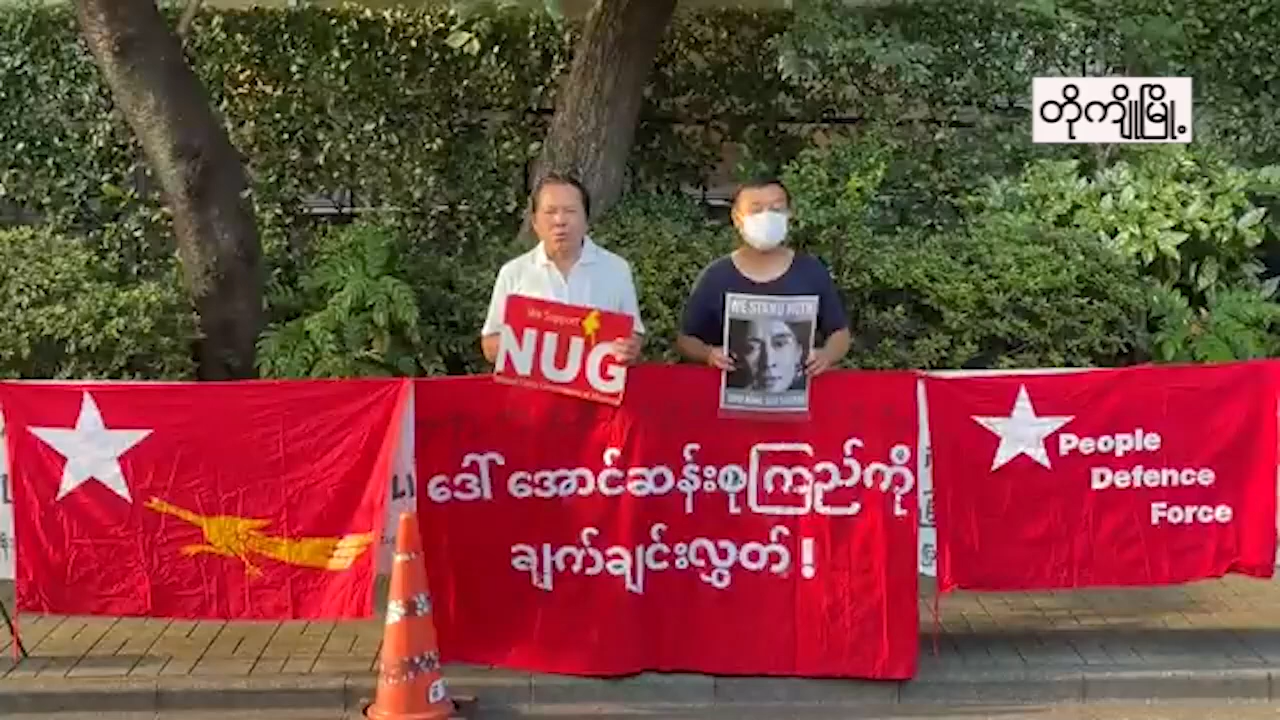 တိုကျိုမြို့
We Support
NUG
WE STAND WITH
ဒေါ် အောင်ဆန်းစုကြည်ကို
ချက်ချင်းလွှတ် !
People
Defence
Force